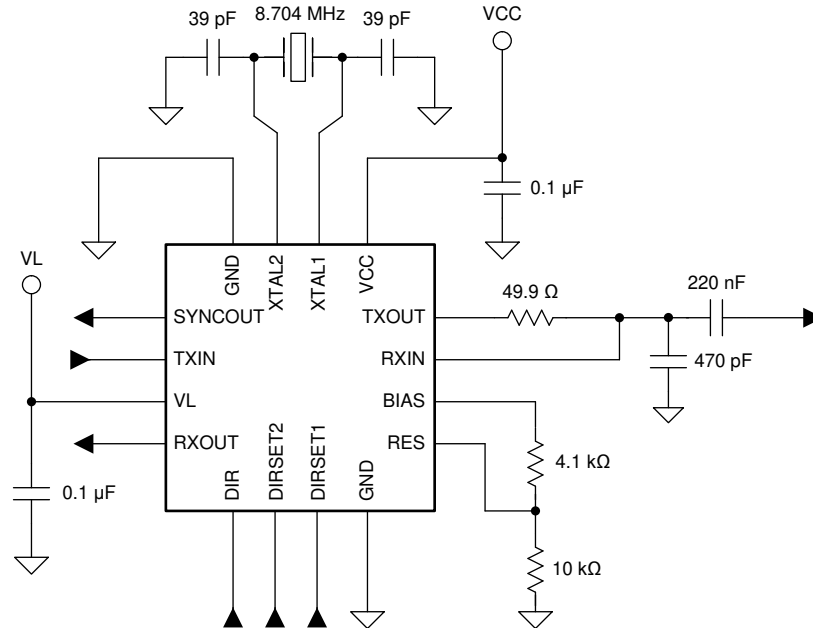 39 pF
8.704 MHz
39 pF
VCC
0.1 µF
VL
GND
XTAL2
XTAL1
VCC
SYNCOUT
TXIN
VL
RXOUT
TXOUT
RXIN
BIAS
RES
DIR
DIRSET2
DIRSET1
GND
49.9 Ω
220 nF
470 pF
4.1 kΩ
10 kΩ
0.1 µF